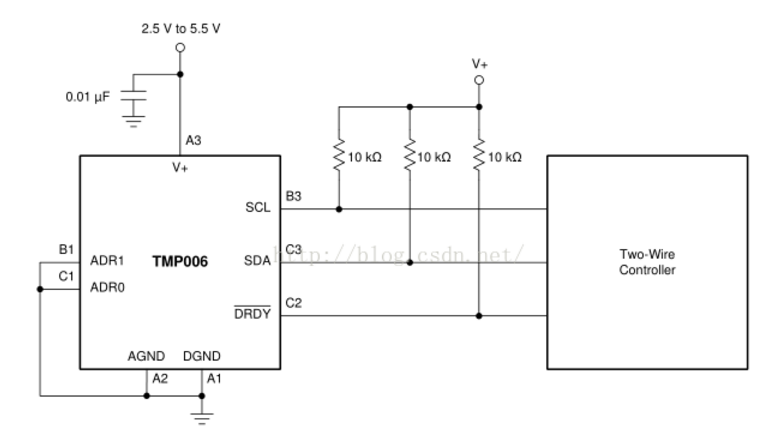 2.5 V to 5.5 V
V+
0.01 µF
A3
10 kΩ
10 kΩ
10 kΩ
V+
B3
SCL
B1
C3
Two-Wire
ADR1
TMP006
SDA
http://blog.csdn.net/
Controller
C1
ADR0
C2
DRDY
AGND
DGND
A2
A1